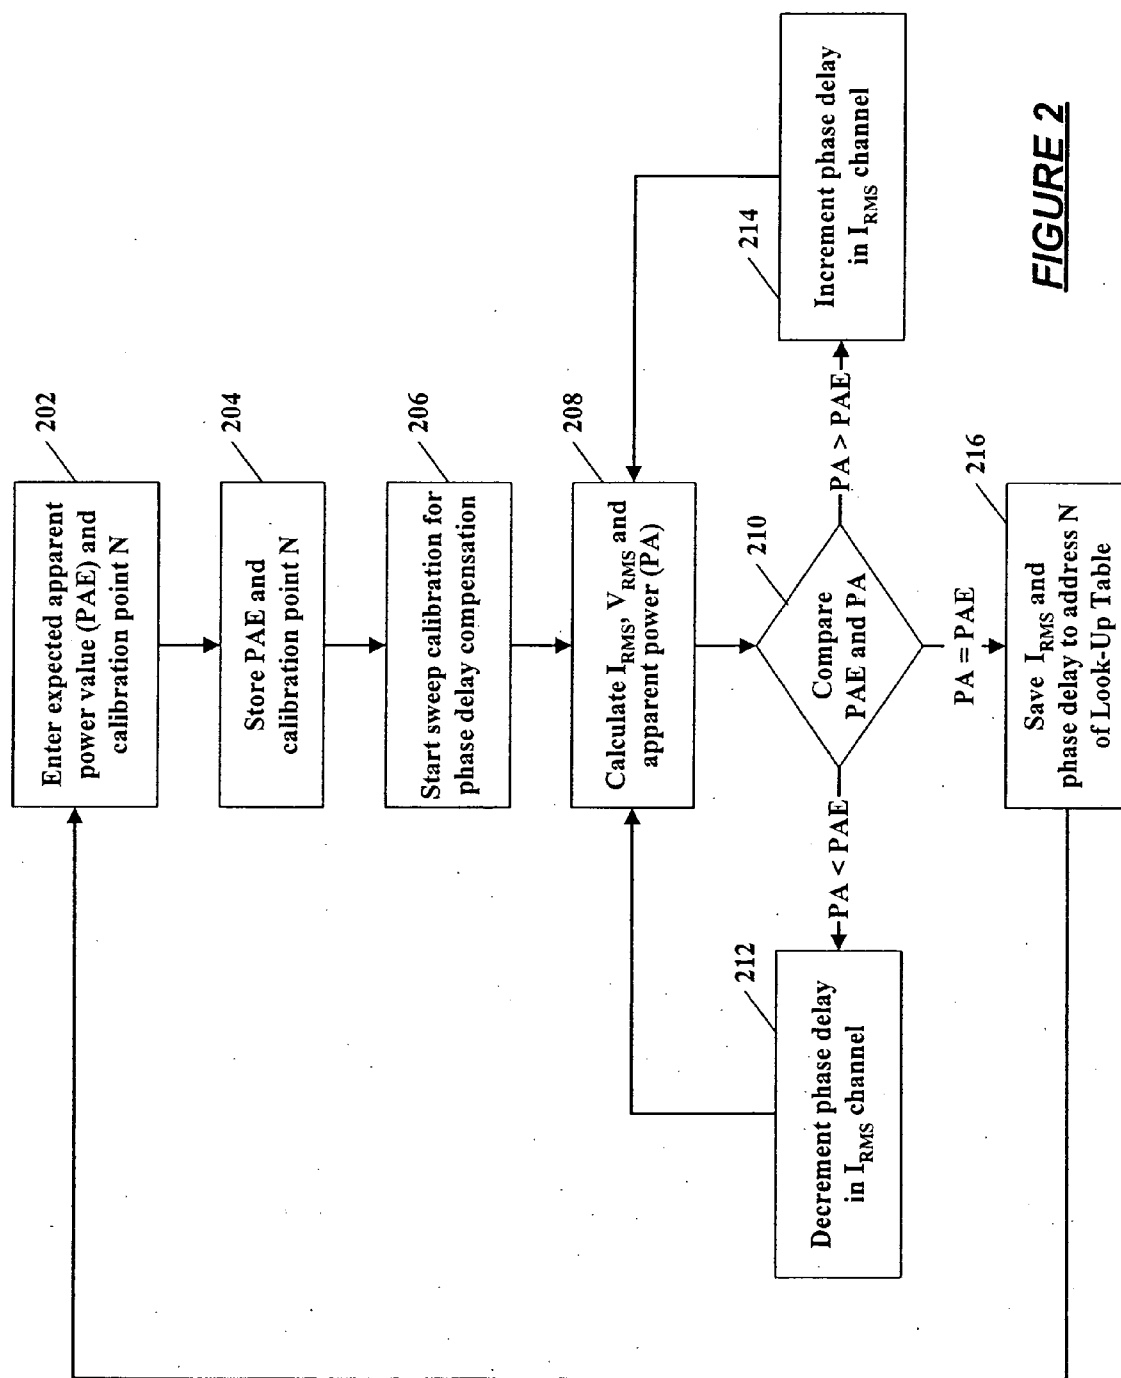 202
Enter expected apparent
power value (PAE) and
calibration point N
204
Store PAE and
calibration point N
206
Start sweep calibration for
phase delay compensation
208
Calculate IRMS, VRMS and
apparent power (PA)
210
Compare
PAE and PA
PA < PAE
PA > PAE
PA = PAE
212
Decrement phase delay
in IRMS channel
214
Increment phase delay
in IRMS channel
216
Save IRMS and
phase delay to address N
of Look-Up Table
FIGURE 2